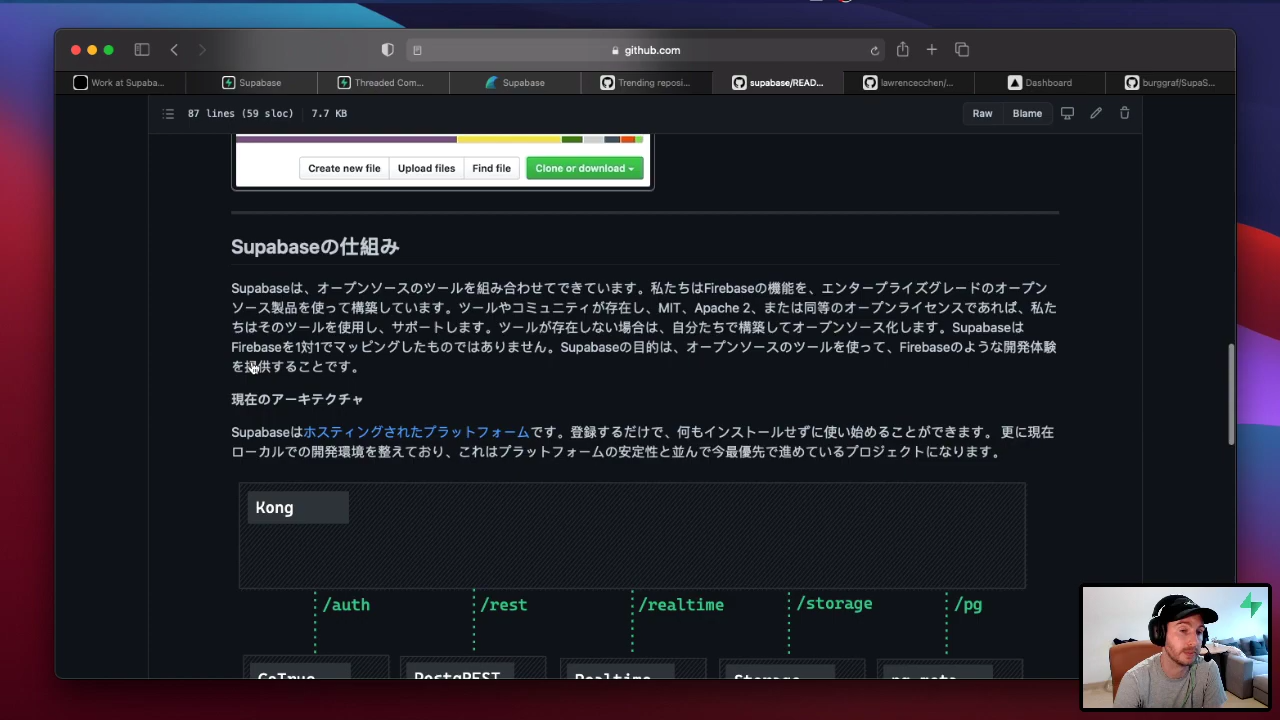 github.com
Work at Supaba...
Supabase
Threaded Com...
Supabase
Trending reposi...
supabase/READ...
lawrencecchen/...
Dashboard
burggraf/SupaS...
87 lines (59 sloc)
7.7 KB
Raw
Blame
Create new file
Upload files
Find file
Clone or download
Supabaseの仕組み
Supabaseは、オープンソースのツールを組み合わせてできています。私たちはFirebaseの機能を、エンタープライズグレードのオープン
ソース製品を使って構築しています。ツールやコミュニティが存在し、MIT、Apache 2、または同等のオープンライセンスであれば、私た
ちはそのツールを使用し、サポートします。ツールが存在しない場合は、自分たちで構築してオープンソース化します。Supabaseは
Firebaseを1対1でマッピングしたものではありません。Supabaseの目的は、オープンソースのツールを使って、Firebaseのような開発体験
を提供することです。
現在のアーキテクチャ
Supabaseはホスティングされたプラットフォームです。登録するだけで、何もインストールせずに使い始めることができます。 更に現在
ローカルでの開発環境を整えており、これはプラットフォームの安定性と並んで今最優先で進めているプロジェクトになります。
Kong
/auth
/rest
/realtime
/storage
/pg
GoTrue
PostgREST
Realtime
Storage
pg-meta